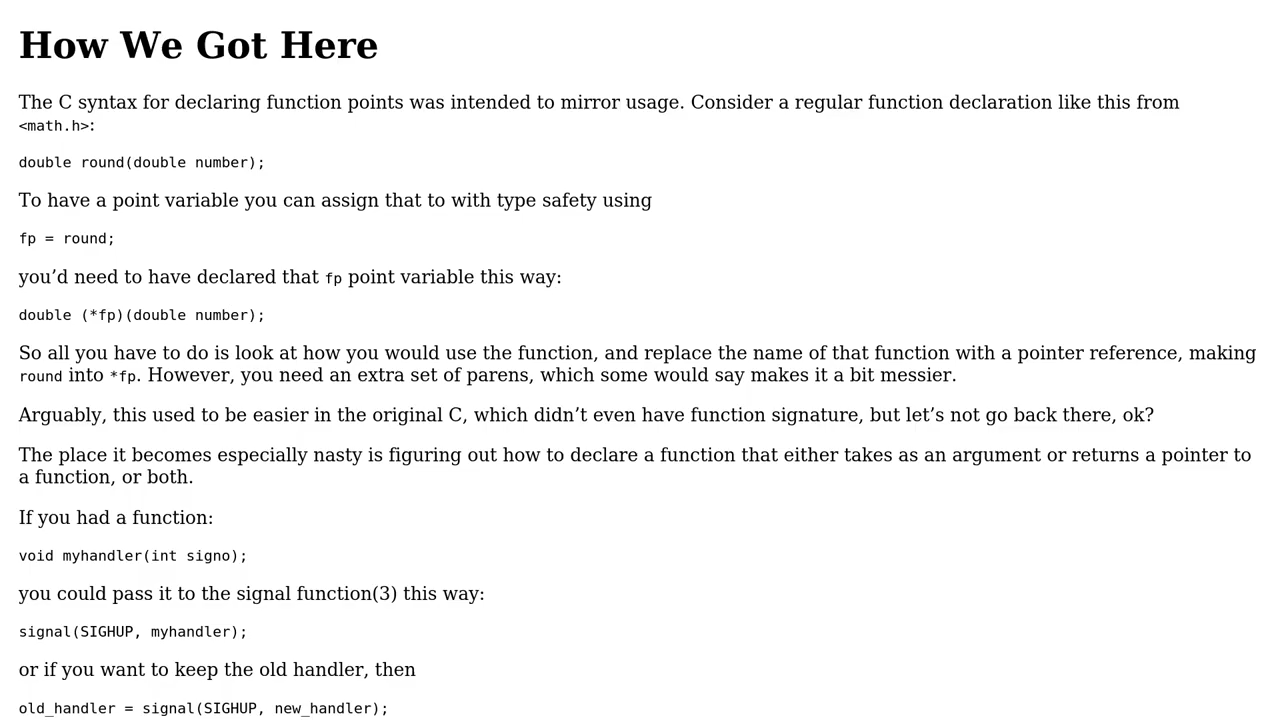 How We Got Here
The C syntax for declaring function points was intended to mirror usage. Consider a regular function declaration like this from
<math.h>:
double round(double number);
To have a point variable you can assign that to with type safety using
fp = round;
you’d need to have declared that fp point variable this way:
double (*fp)(double number);
So all you have to do is look at how you would use the function, and replace the name of that function with a pointer reference, making
round into *fp. However, you need an extra set of parens, which some would say makes it a bit messier.
Arguably, this used to be easier in the original C, which didn’t even have function signature, but let’s not go back there, ok?
The place it becomes especially nasty is figuring out how to declare a function that either takes as an argument or returns a pointer to
a function, or both.
If you had a function:
void myhandler(int signo);
you could pass it to the signal function(3) this way:
signal(SIGHUP, myhandler);
or if you want to keep the old handler, then
old_handler = signal(SIGHUP, new_handler);